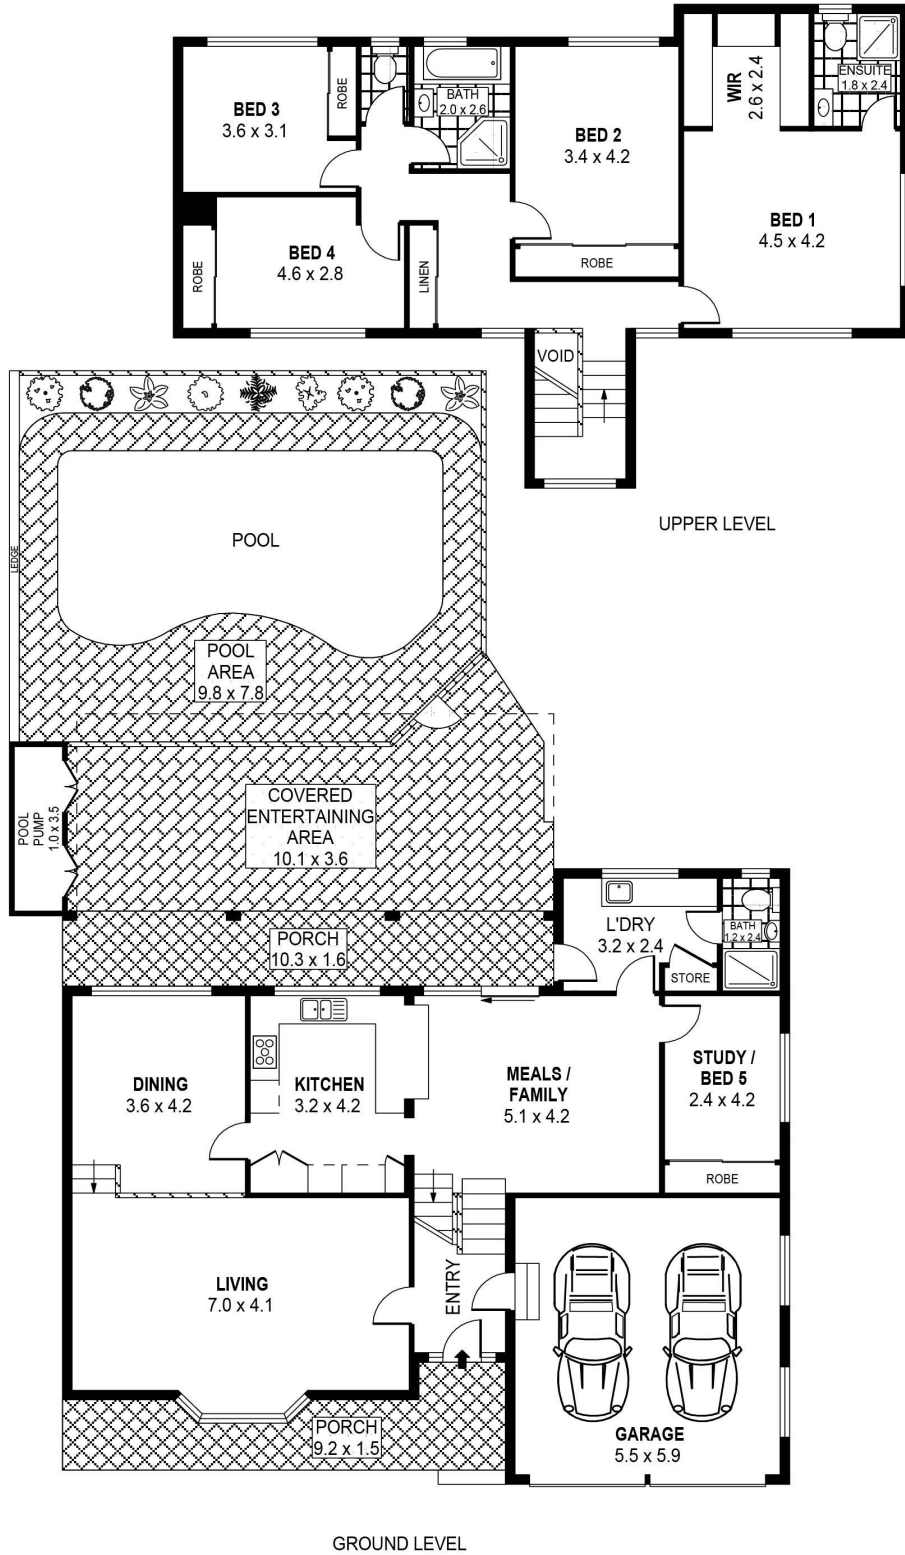 BED 3
3.6 x 3.1
ROBE
BATH
2.0 x 2.6
BED 2
3.4 x 4.2
ROBE
WIR
2.6 x 2.4
ENSUITE
1.8 x 2.4
BED 1
4.5 x 4.2
ROBE
BED 4
4.6 x 2.8
LINEN
VOID
UPPER LEVEL
POOL
LEDGE
POOL
AREA
9.8 x 7.8
POOL
PUMP
1.0 x 3.5
COVERED
ENTERTAINING
AREA
10.1 x 3.6
PORCH
10.3 x 1.6
L'DRY
3.2 x 2.4
BATH
1.2 x 2.4
STORE
DINING
3.6 x 4.2
KITCHEN
3.2 x 4.2
MEALS /
FAMILY
5.1 x 4.2
STUDY /
BED 5
2.4 x 4.2
ROBE
LIVING
7.0 x 4.1
ENTRY
GARAGE
5.5 x 5.9
PORCH
9.2 x 1.5
GROUND LEVEL